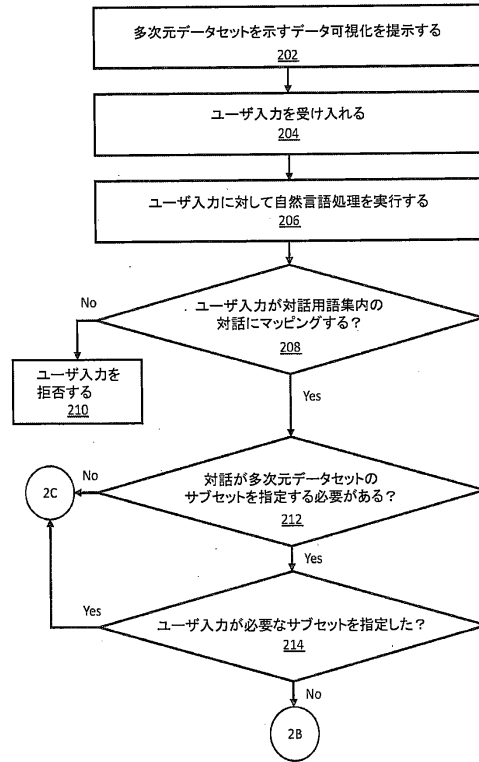 多次元データセットを示すデータ可視化を提示する
202
ユーザ入力を受け入れる
204
ユーザ入力に対して自然言語処理を実行する
206
ユーザ入力が対話用語集内の
対話にマッピングする?
208
No
ユーザ入力を
拒否する
210
Yes
対話が多次元データセットの
サブセットを指定する必要がある?
212
No
2C
Yes
ユーザ入力が必要なサブセットを指定した?
214
Yes
No
2B